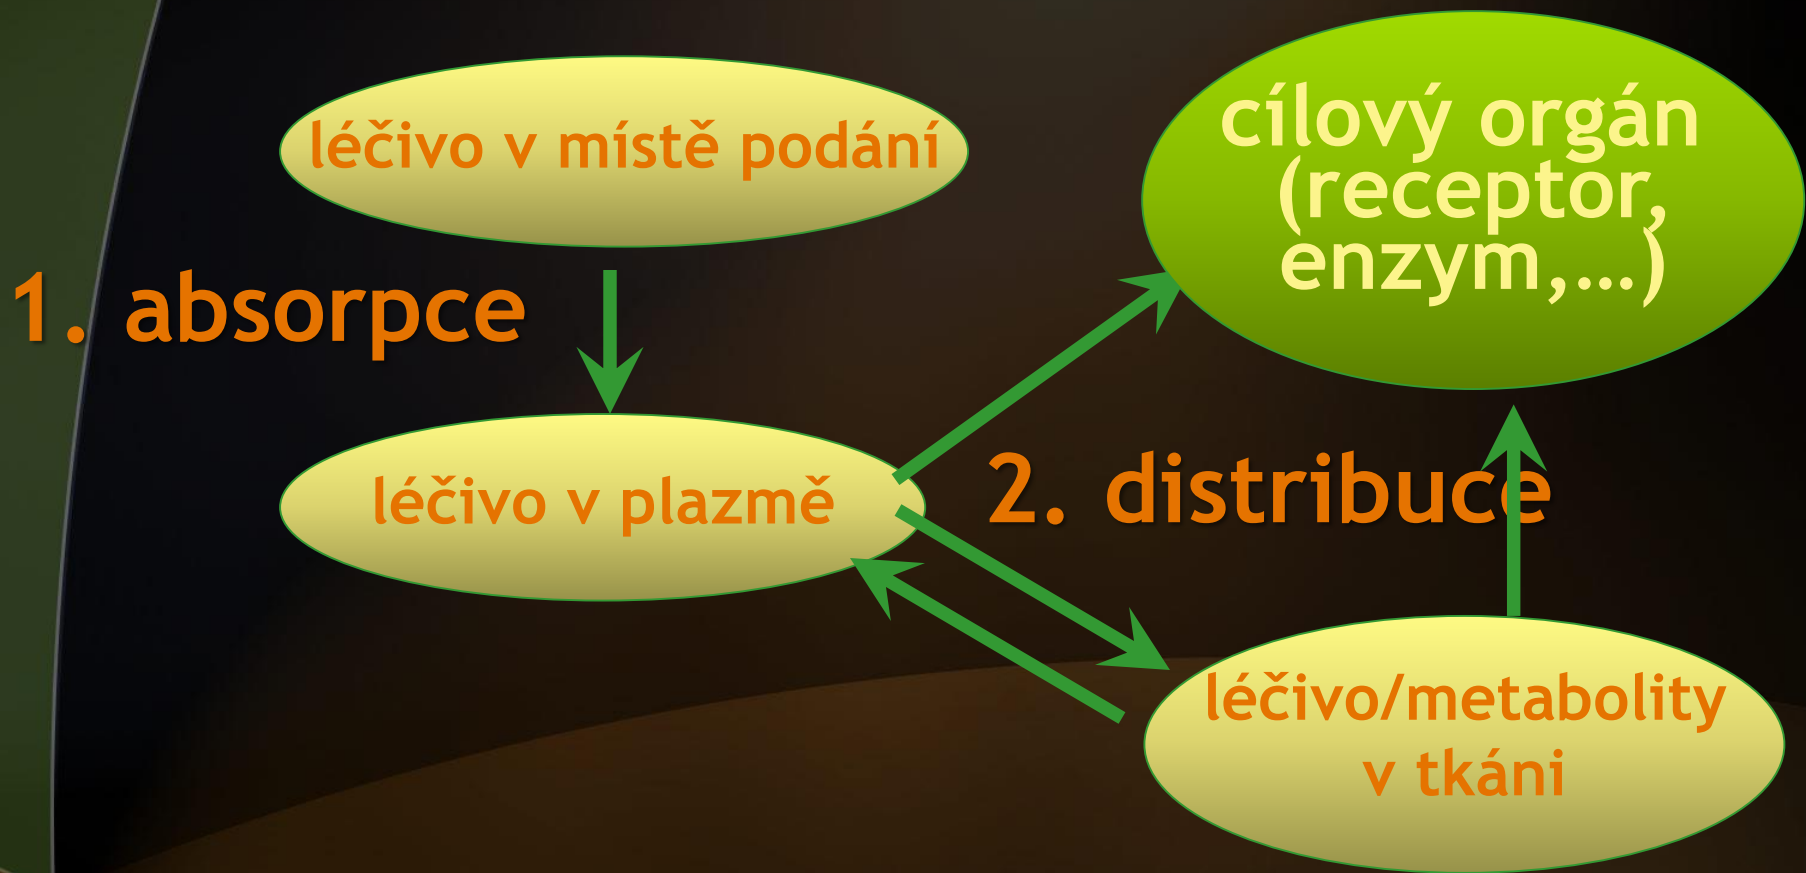 léčivo v místě podání
cílový orgán
(receptor,
enzym,…)
1. absorpce
léčivo v plazmě
2. distribuce
léčivo/metabolity
v tkáni